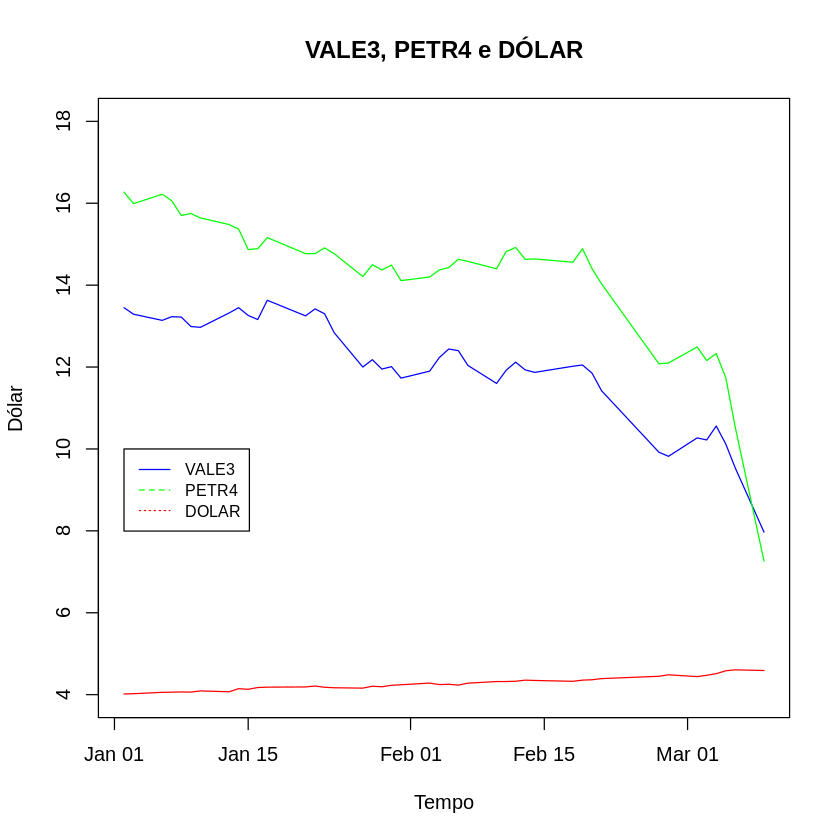 VALE3, PETR4 e DÓLAR
Dólar
18
16
14
12
10
8
6
4
VALE3
PETR4
DOLAR
Jan 01
Jan 15
Feb 01
Feb 15
Mar 01
Tempo